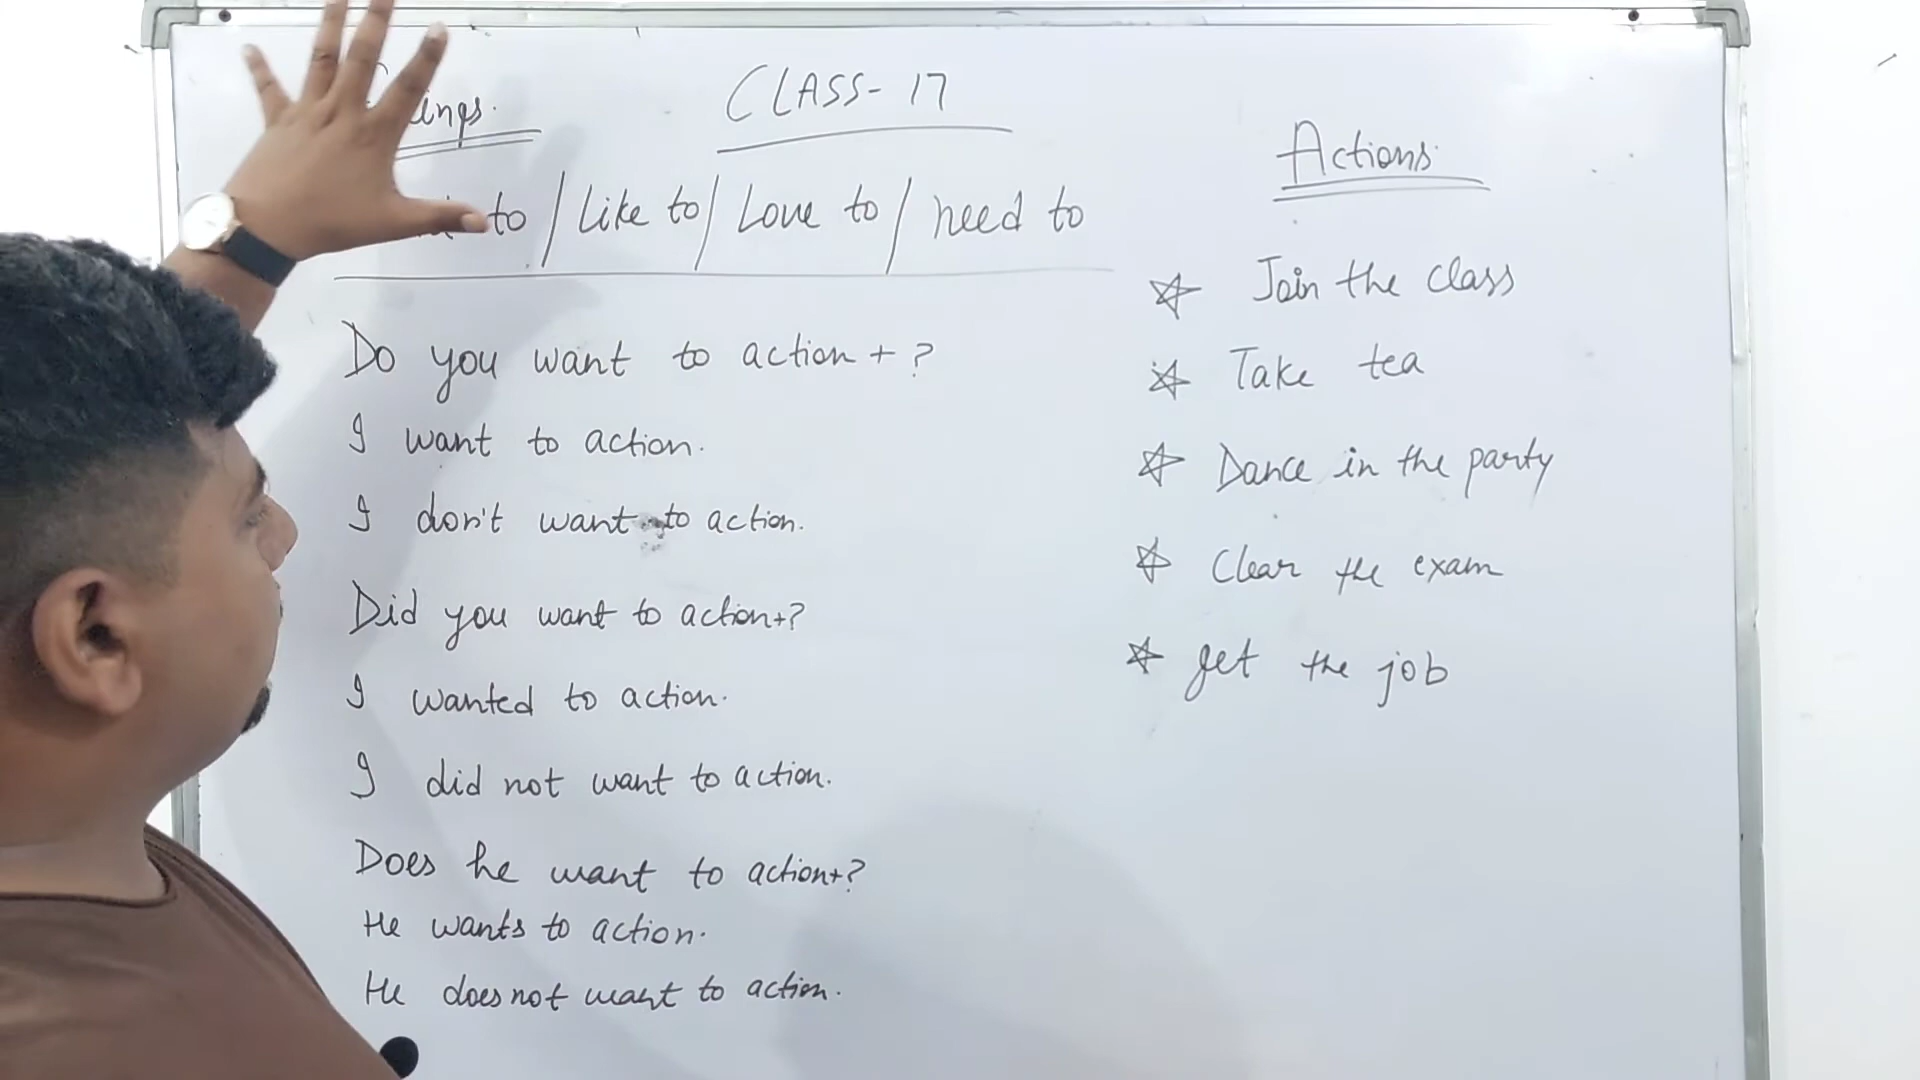 CLASS- 17
to / Like to / Love to / need to
Do you want to action + ?
I want to action.
I don't want to action.
Did you want to action+?
I wanted to action.
I did not want to action.
Does he want to action+?
He wants to action.
He does not want to action.
Actions
Join the class
Take tea
Dance in the party
Clear the exam
get the job